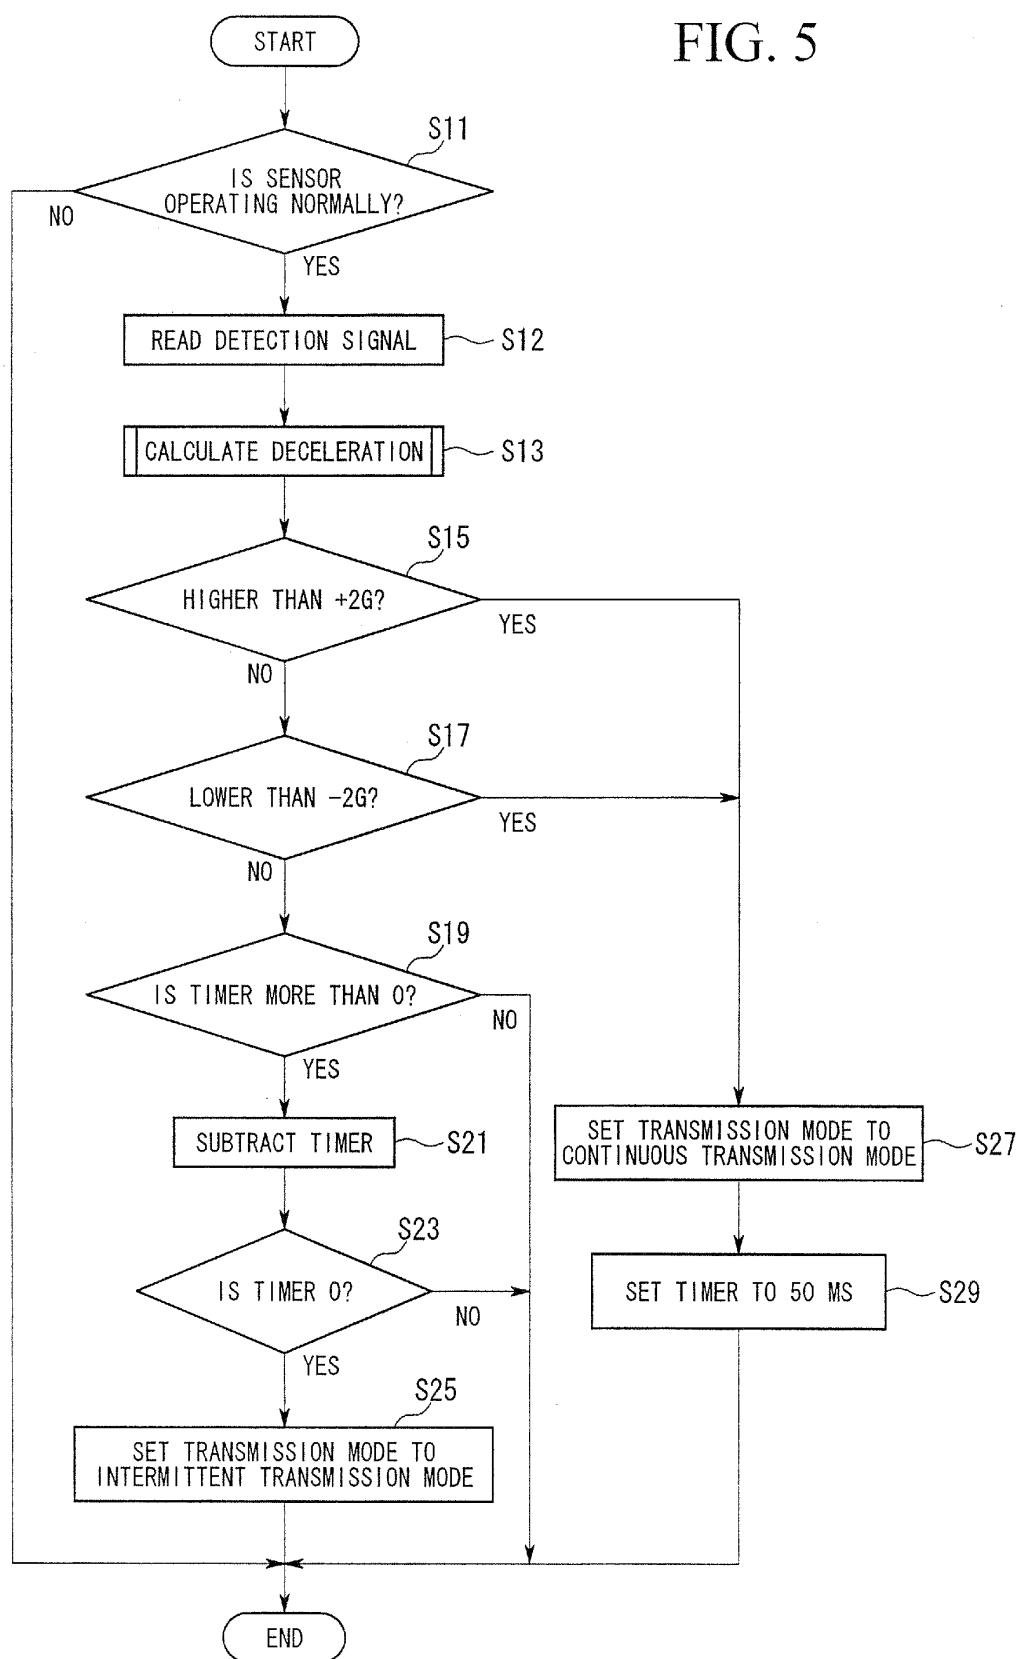 FIG. 5
START
S11
IS SENSOR
OPERATING NORMALLY?
NO
YES
READ DETECTION SIGNAL
S12
CALCULATE DECELERATION
S13
S15
HIGHER THAN +2G?
YES
NO
S17
LOWER THAN -2G?
YES
NO
S19
IS TIMER MORE THAN 0?
NO
YES
SUBTRACT TIMER
S21
SET TRANSMISSION MODE TO
CONTINUOUS TRANSMISSION MODE
S27
S23
IS TIMER 0?
NO
YES
SET TIMER TO 50 MS
S29
S25
SET TRANSMISSION MODE TO
INTERMITTENT TRANSMISSION MODE
END